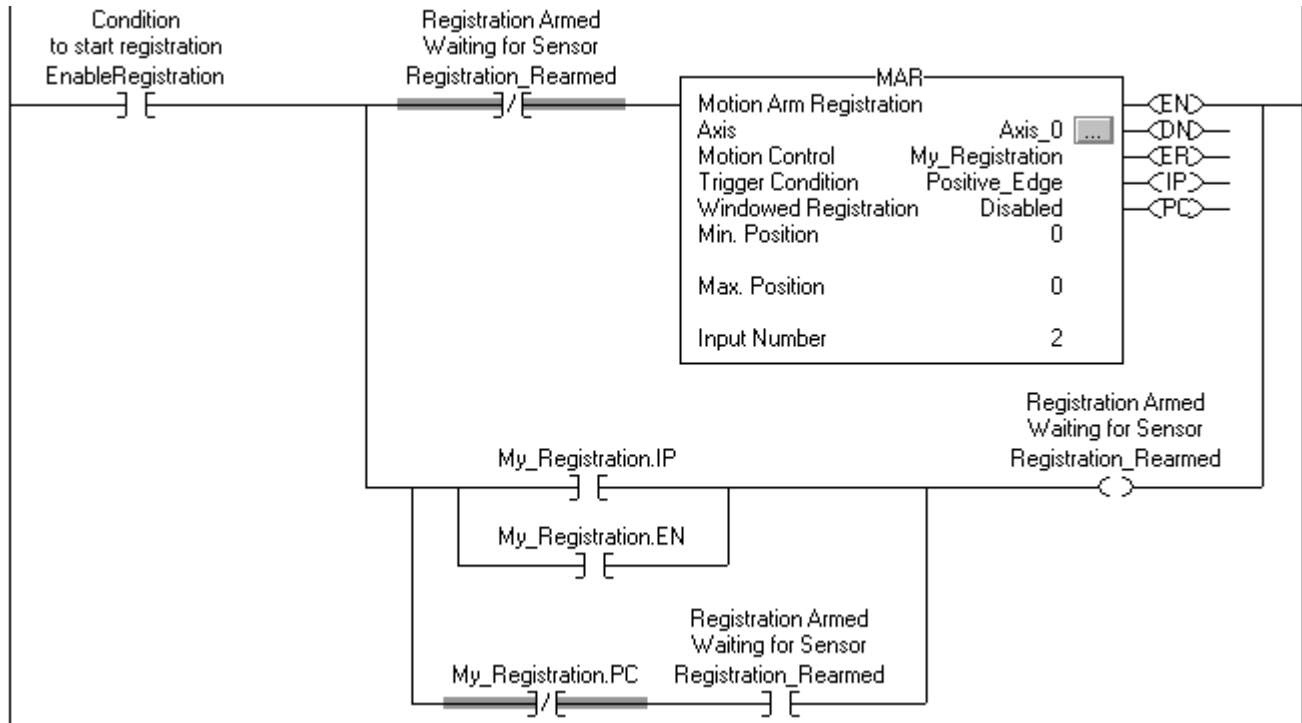 Condition
to start registration
EnableRegistration
Registration Armed
Waiting for Sensor
Registration_Rearmed
MAR
Motion Arm Registration
Axis Axis_0 ...
Motion Control My_Registration
Trigger Condition Positive_Edge
Windowed Registration Disabled
Min. Position 0
Max. Position 0
Input Number 2
EN
DN
ER
IP
PC
Registration Armed
Waiting for Sensor
Registration_Rearmed
My_Registration.IP
My_Registration.EN
Registration Armed
Waiting for Sensor
My_Registration.PC Registration_Rearmed